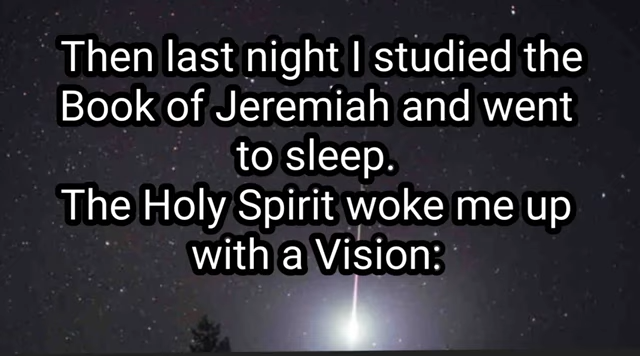 Then last night I studied the
Book of Jeremiah and went
to sleep.
The Holy Spirit woke me up
with a Vision: